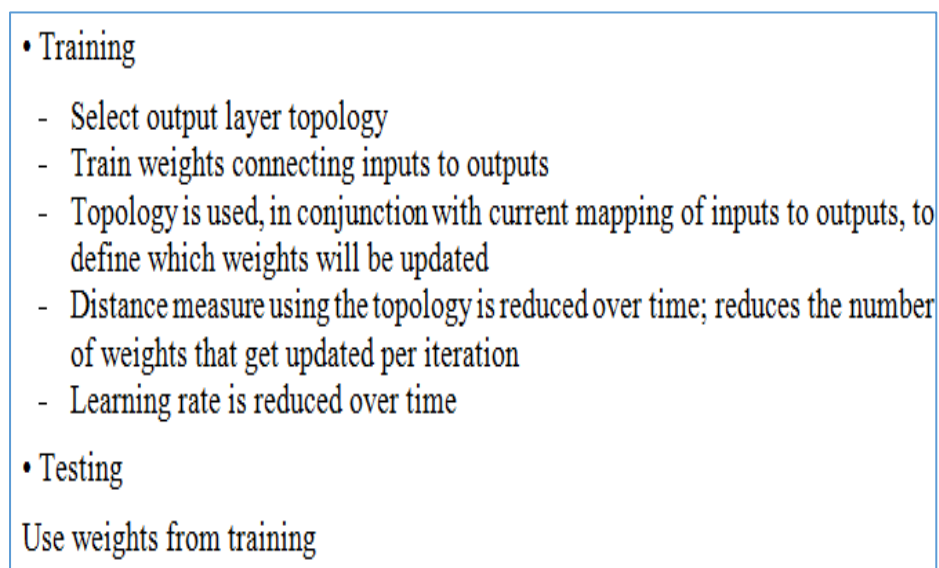 • Training
- Select output layer topology
- Train weights connecting inputs to outputs
- Topology is used, in conjunction with current mapping of inputs to outputs, to
define which weights will be updated
- Distance measure using the topology is reduced over time; reduces the number
of weights that get updated per iteration
- Learning rate is reduced over time
• Testing
Use weights from training